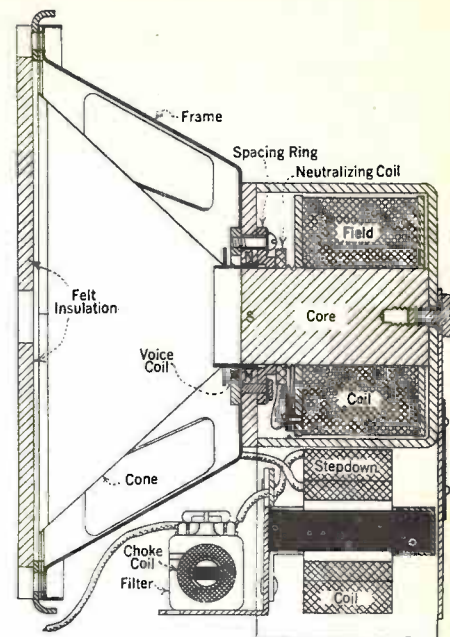 Frame
Spacing Ring
Neutralizing Coil
Field
Felt
Insulation
Core
Voice
Coil
Coil
Cone
Stepdown
Choke
Coil
Filter
Coil